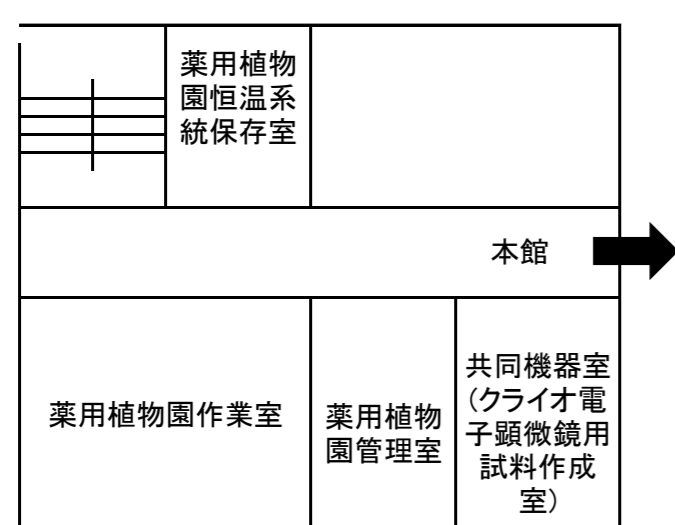 薬用植物
園恒温系
統保存室
本館
薬用植物園作業室
薬用植物
園管理室
共同機器室
(クライオ電
子顕微鏡用
試料作成
室)